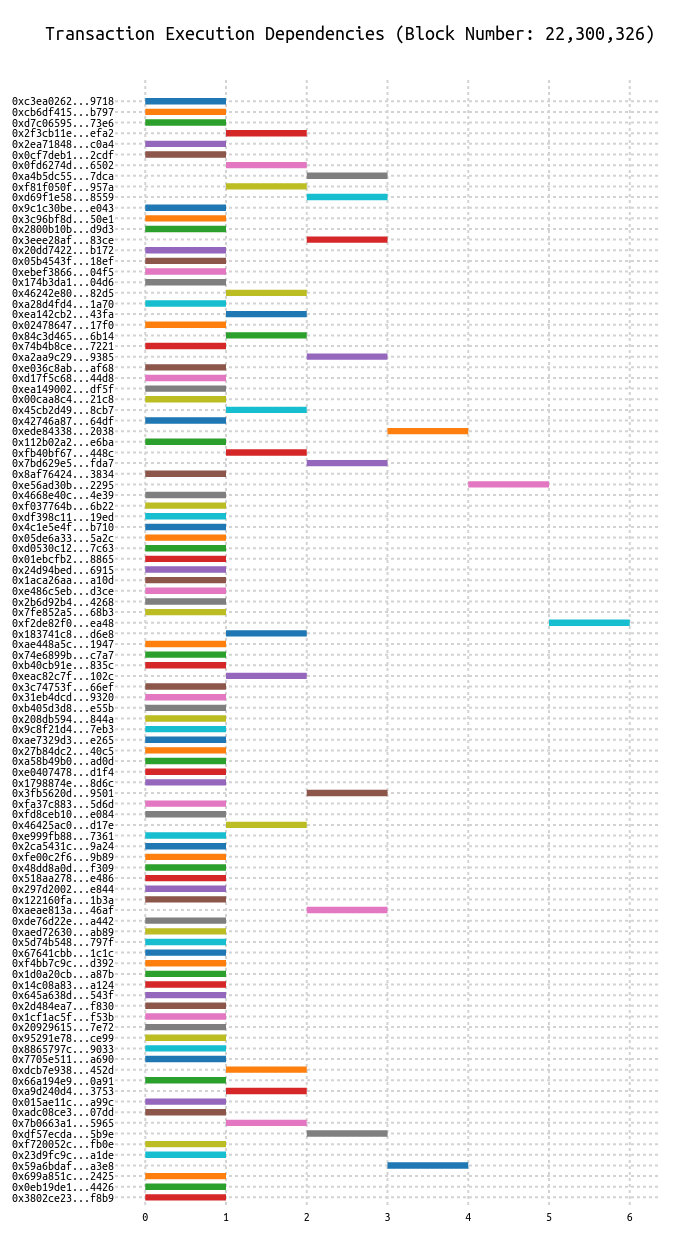 Transaction Execution Dependencies (Block Number: 22,300,326)
0xc3ea0262...9718
0xcb6df415...b797
0xd7c06595...73e6
0x2f3cb11e...efa2
0x2ea71848...c0a4
0x0cf7deb1...2cdf
0x0fd6274d...6502
0xa4b5dc55...7dca
0xf81f050f...957a
0xd69f1e58...8559
0x9c1c30be...e043
0x3c96bf8d...50e1
0x2800b10b...d9d3
0x3eee28af...83ce
0x20dd7422...b172
0x05b4543f...18ef
0xebef3866...04f5
0x174b3da1...04d6
0x46242e80...82d5
0xa28d4fd4...1a70
0xea142cb2...43fa
0x02478647...17f0
0x84c3d465...6b14
0x74b4b8ce...7221
0xa2aa9c29...9385
0xe036c8ab...af68
0xd17f5c68...44d8
0xea149002...df5f
0x00caa8c4...21c8
0x45cb2d49...8cb7
0x42746a87...64df
0xede84338...2038
0x112b02a2...e6ba
0xfb40bf67...448c
0x7bd629e5...fda7
0x8af76424...3834
0xe56ad30b...2295
0x4668e40c...4e39
0xf037764b...6b22
0xdf398c11...19ed
0x4c1e5e4f...b710
0x05de6a33...5a2c
0xd0530c12...7c63
0x01ebcfb2...8865
0x24d94bed...6915
0x1aca26aa...a10d
0xe486c5eb...d3ce
0x2b6d92b4...4268
0x7fe852a5...68b3
0xf2de82f0...ea48
0x183741c8...d6e8
0xae448a5c...1947
0x74e6899b...c7a7
0xb40cb91e...835c
0xeac82c7f...102c
0x3c74753f...66ef
0x31eb4dcd...9320
0xb405d3d8...e55b
0x208db594...844a
0x9c8f21d4...7eb3
0xae7329d3...e265
0x27b84dc2...40c5
0xa58b49b0...ad0d
0xe0407478...d1f4
0x1798874e...8d6c
0x3fb5620d...9501
0xfa37c883...5d6d
0xfd8ceb10...e084
0x46425ac0...d17e
0xe999fb88...7361
0x2ca5431c...9a24
0xfe00c2f6...9b89
0x48dd8a0d...f309
0x518aa278...e486
0x297d2002...e844
0x122160fa...1b3a
0xaeae813a...46af
0xde76d22e...a442
0xaed72630...ab89
0x5d74b548...797f
0x67641cbb...1c1c
0xf4bb7c9c...d392
0x1d0a20cb...a87b
0x14c08a83...a124
0x645a638d...543f
0x2d484ea7...f830
0x1cf1ac5f...f53b
0x20929615...7e72
0x95291e78...ce99
0x8865797c...9033
0x7705e511...a690
0xdcb7e938...452d
0x66a194e9...0a91
0xa9d240d4...3753
0x015ae11c...a99c
0xadc08ce3...07dd
0x7b0663a1...5965
0xdf57ecda...5b9e
0xf720052c...fb0e
0x23d9fc9c...a1de
0x59a6bdaf...a3e8
0x699a851c...2425
0x0eb19de1...4426
0x3802ce23...f8b9
0 1 2 3 4 5 6